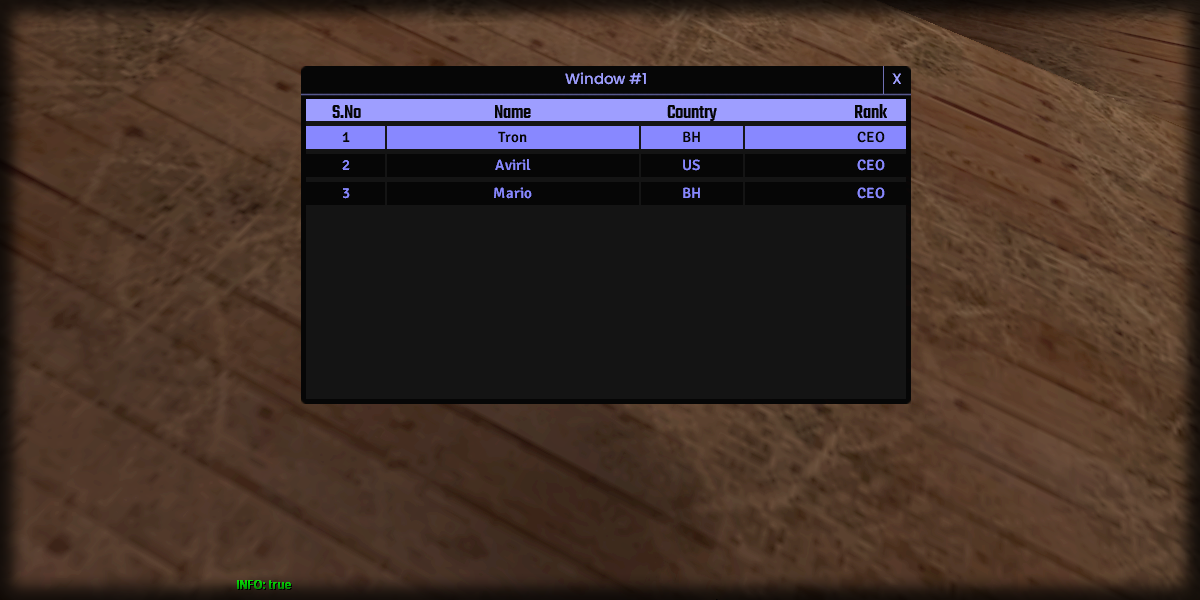 Window #1 X
S.No Name Country Rank
1 Tron BH CEO
2 Aviril US CEO
3 Mario BH CEO
INFO: true